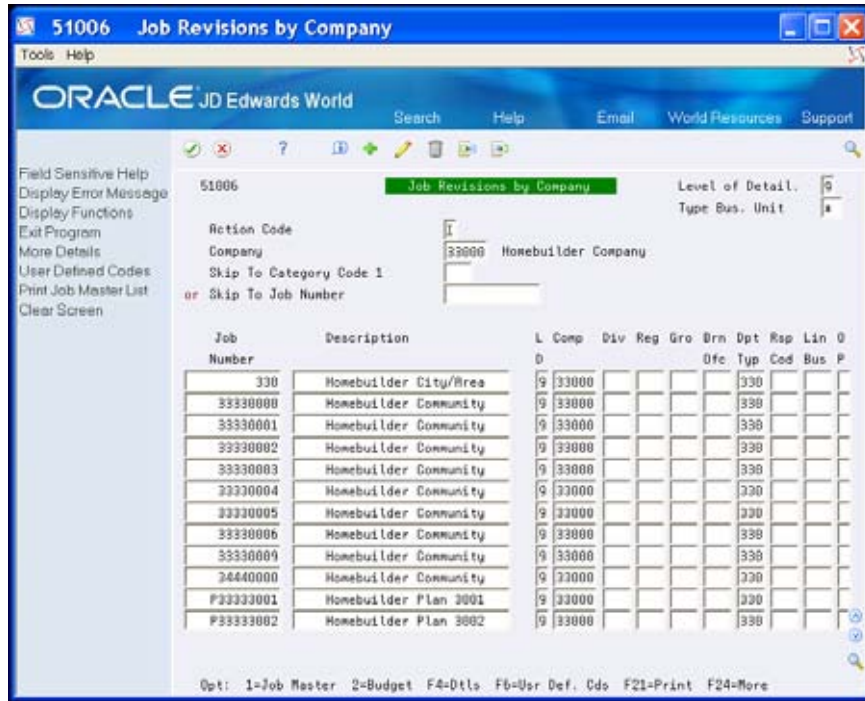 51006 Job Revisions by Company
Tools Help
ORACLE JD Edwards World
Search Help Email World Resources Support
Field Sensitive Help
Display Error Message
Display Functions
Exit Program
More Details
User Defined Codes
Print Job Master List
Clear Screen
51006 Job Revisions by Company Level of Detail. 9
Type Bus. Unit *
Action Code I
Company 33000 Homebuilder Company
Skip To Category Code 1
or Skip To Job Number
Job Description L Comp Div Reg Gro Brn Dpt Rsp Lin O
Number D Ofc Typ Cod Bus P
330 Homebuilder City/Area 9 33000 330
33330000 Homebuilder Community 9 33000 330
33330001 Homebuilder Community 9 33000 330
33330002 Homebuilder Community 9 33000 330
33330003 Homebuilder Community 9 33000 330
33330004 Homebuilder Community 9 33000 330
33330005 Homebuilder Community 9 33000 330
33330006 Homebuilder Community 9 33000 330
33330009 Homebuilder Community 9 33000 330
34440000 Homebuilder Community 9 33000 330
P33333001 Homebuilder Plan 3001 9 33000 330
P33333002 Homebuilder Plan 3002 9 33000 330
Opt: 1=Job Master 2=Budget F4=Dtls F6=Usr Def. Cds F21=Print F24=More